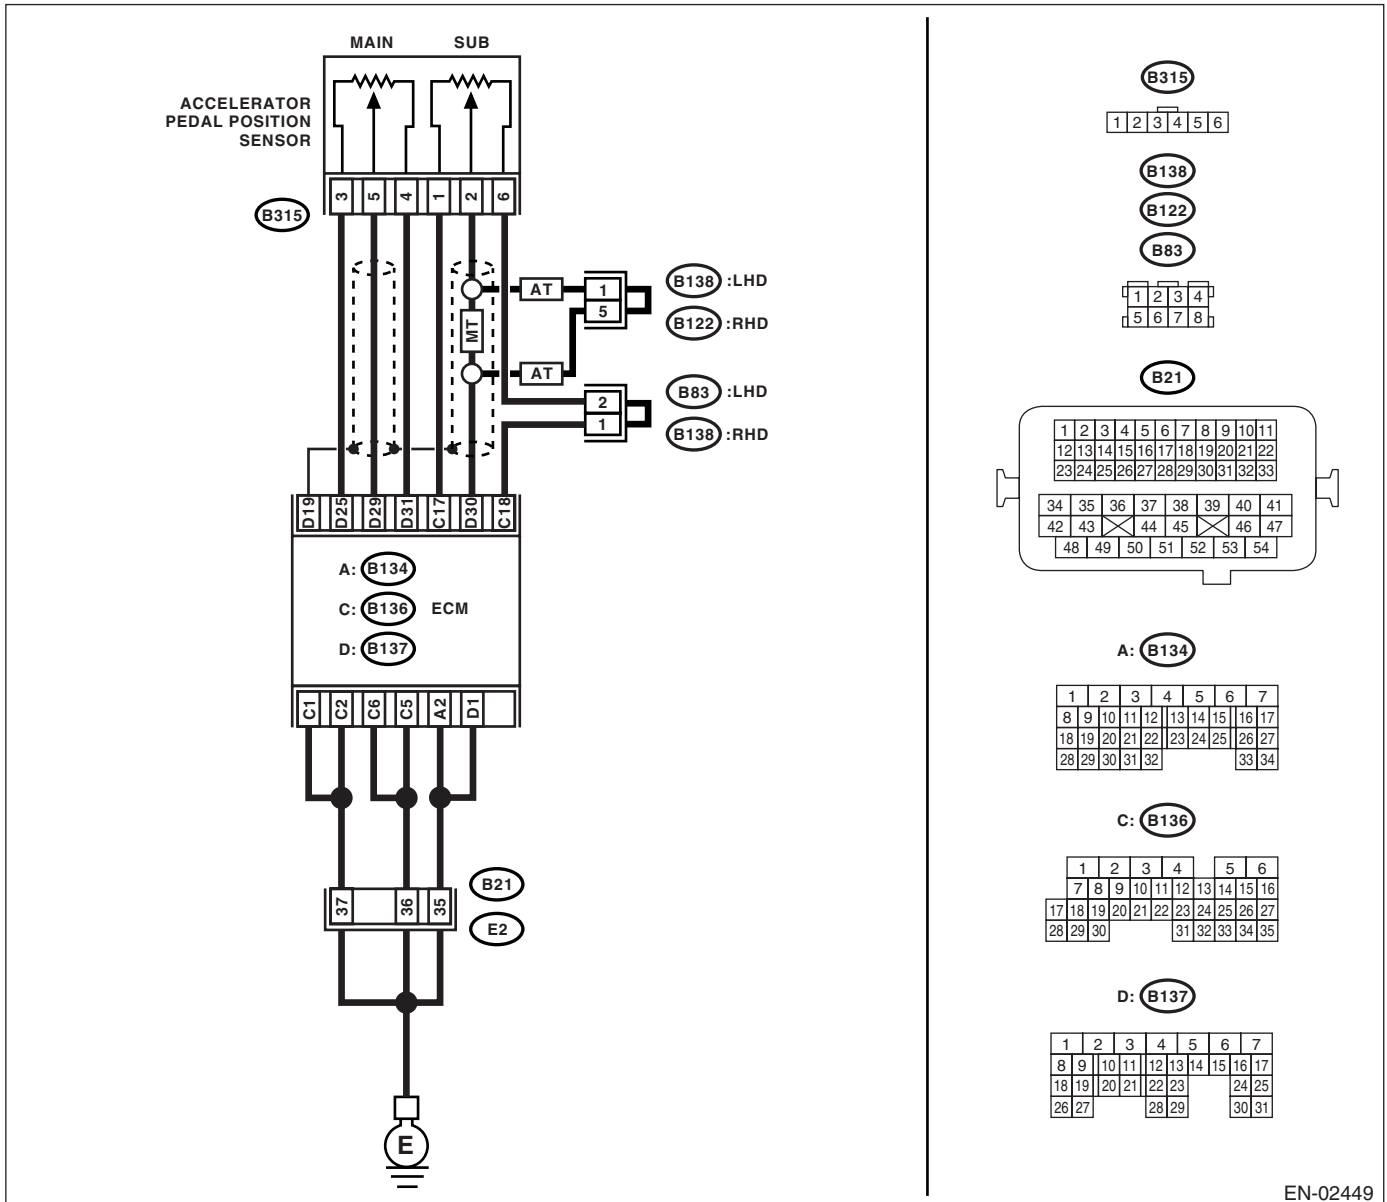 MAIN SUB
ACCELERATOR
PEDAL POSITION
SENSOR
3 5 4 1 2 6
B315
AT 1 B138 :LHD
MT 5 B122 :RHD
AT
2 B83 :LHD
1 B138 :RHD
D19 D25 D29 D31 C17 D30 C18
A: B134
C: B136 ECM
D: B137
C1 C2 C6 C5 A2 D1
37 36 35
B21
E2
E
B315
1 2 3 4 5 6
B138
B122
B83
1 2 3 4
5 6 7 8
B21
1 2 3 4 5 6 7 8 9 10 11
12 13 14 15 16 17 18 19 20 21 22
23 24 25 26 27 28 29 30 31 32 33
34 35 36 37 38 39 40 41
42 43 44 45 46 47
48 49 50 51 52 53 54
A: B134
1 2 3 4 5 6 7
8 9 10 11 12 13 14 15 16 17
18 19 20 21 22 23 24 25 26 27
28 29 30 31 32 33 34
C: B136
1 2 3 4 5 6
7 8 9 10 11 12 13 14 15 16
17 18 19 20 21 22 23 24 25 26 27
28 29 30 31 32 33 34 35
D: B137
1 2 3 4 5 6 7
8 9 10 11 12 13 14 15 16 17
18 19 20 21 22 23 24 25
26 27 28 29 30 31
EN-02449